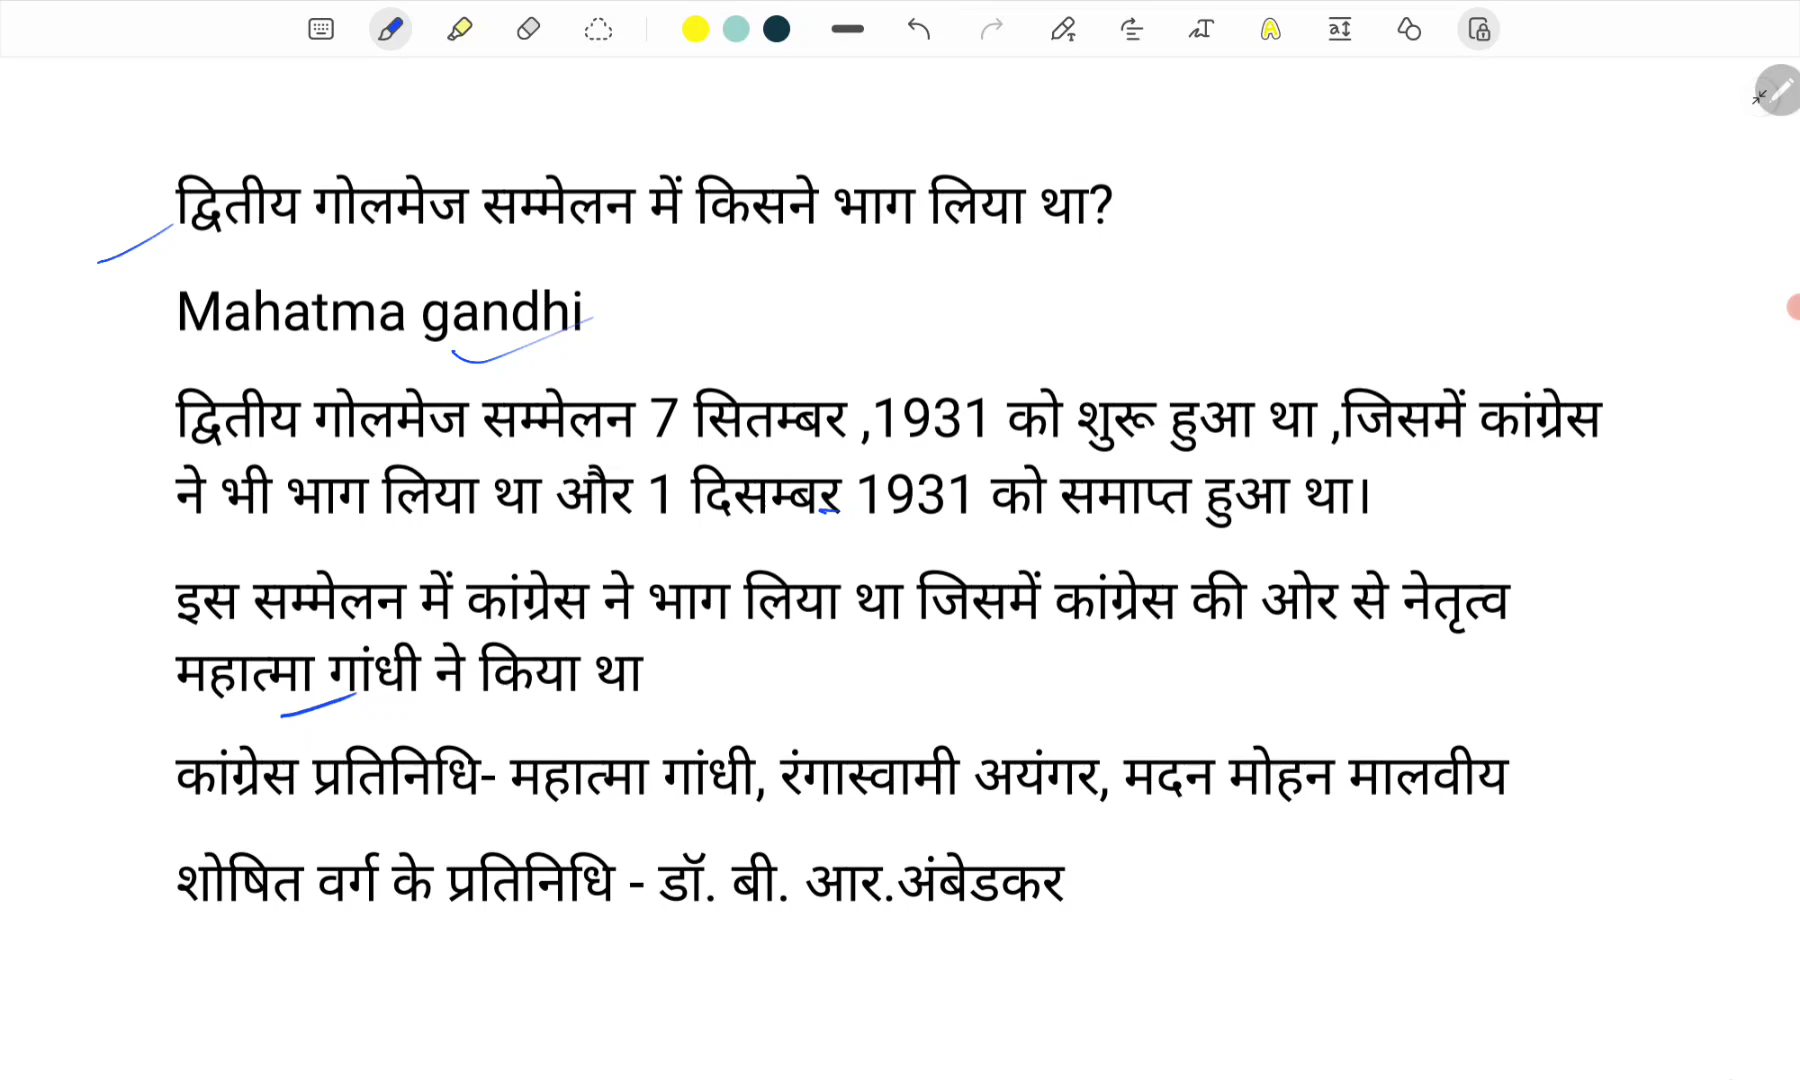 द्वितीय गोलमेज सम्मेलन में किसने भाग लिया था?
Mahatma gandhi
द्वितीय गोलमेज सम्मेलन 7 सितम्बर ,1931 को शुरू हुआ था ,जिसमें कांग्रेस
ने भी भाग लिया था और 1 दिसम्बर 1931 को समाप्त हुआ था।
इस सम्मेलन में कांग्रेस ने भाग लिया था जिसमें कांग्रेस की ओर से नेतृत्व
महात्मा गांधी ने किया था
कांग्रेस प्रतिनिधि- महात्मा गांधी, रंगास्वामी अयंगर, मदन मोहन मालवीय
शोषित वर्ग के प्रतिनिधि - डॉ. बी. आर.अंबेडकर